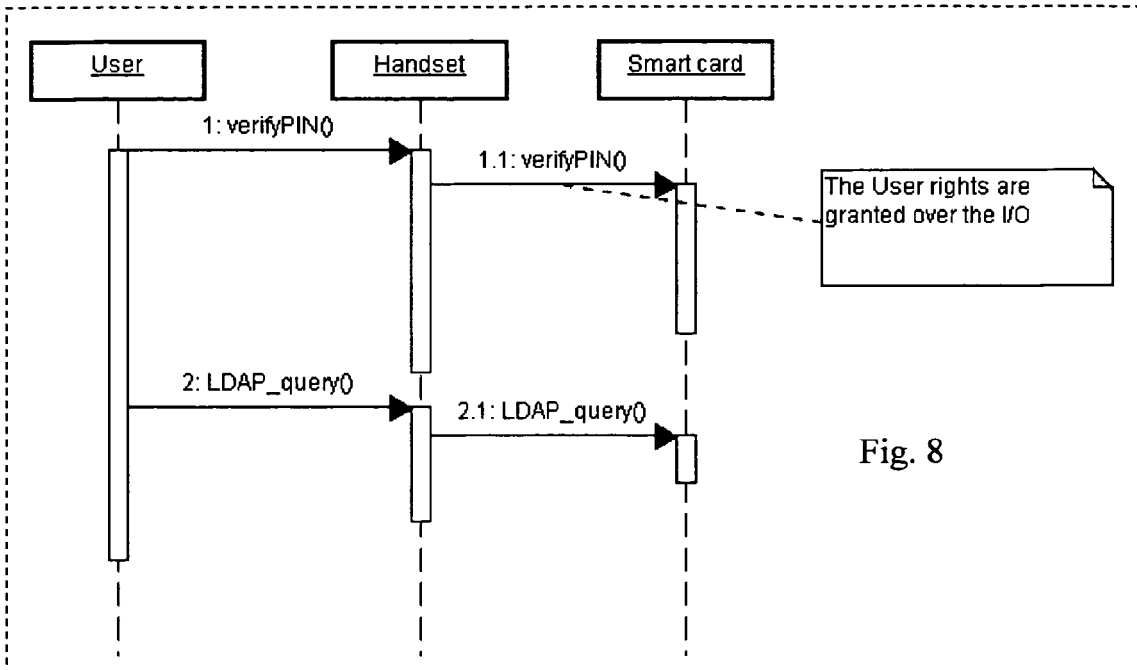 User
Handset
Smart card
1: verifyPIN()
1.1: verifyPIN()
The User rights are
granted over the I/O
2: LDAP_query()
2.1: LDAP_query()
Fig. 8